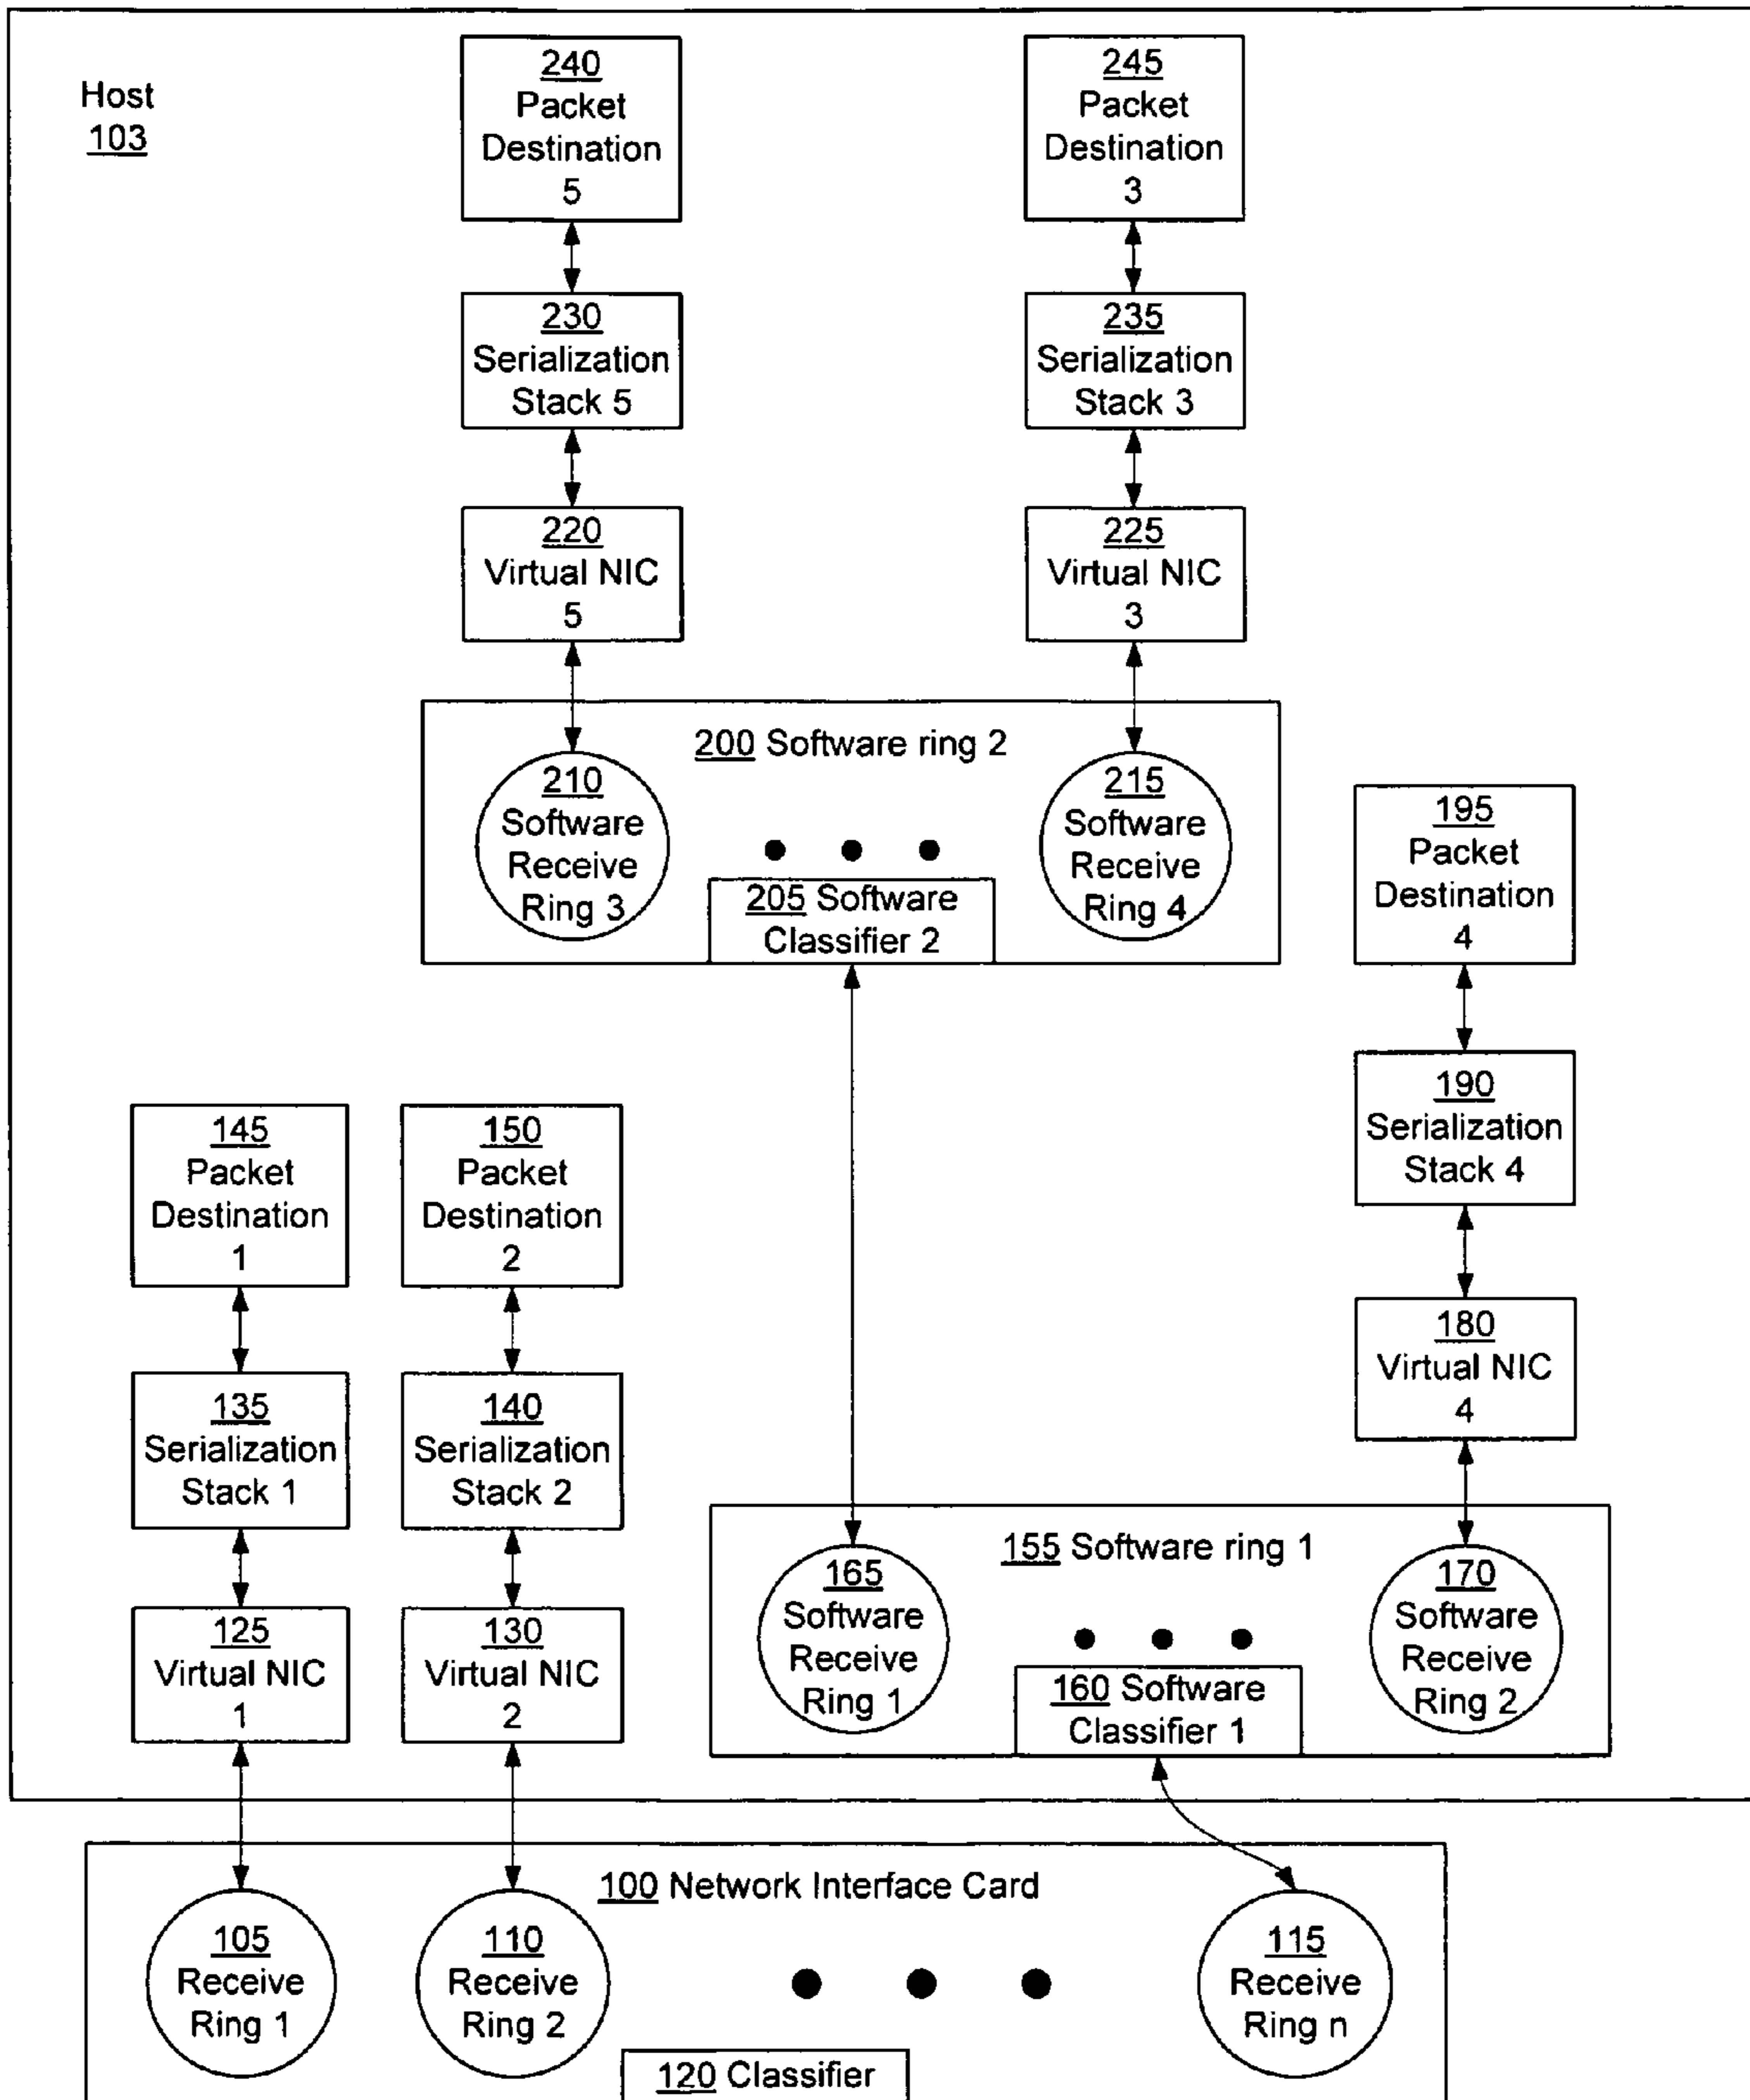 Host
103
240
Packet
Destination
5
245
Packet
Destination
3
230
Serialization
Stack 5
235
Serialization
Stack 3
220
Virtual NIC
5
225
Virtual NIC
3
200 Software ring 2
210
Software
Receive
Ring 3
215
Software
Receive
Ring 4
205 Software
Classifier 2
195
Packet
Destination
4
190
Serialization
Stack 4
145
Packet
Destination
1
150
Packet
Destination
2
180
Virtual NIC
4
135
Serialization
Stack 1
140
Serialization
Stack 2
155 Software ring 1
165
Software
Receive
Ring 1
170
Software
Receive
Ring 2
160 Software
Classifier 1
125
Virtual NIC
1
130
Virtual NIC
2
100 Network Interface Card
105
Receive
Ring 1
110
Receive
Ring 2
115
Receive
Ring n
120 Classifier